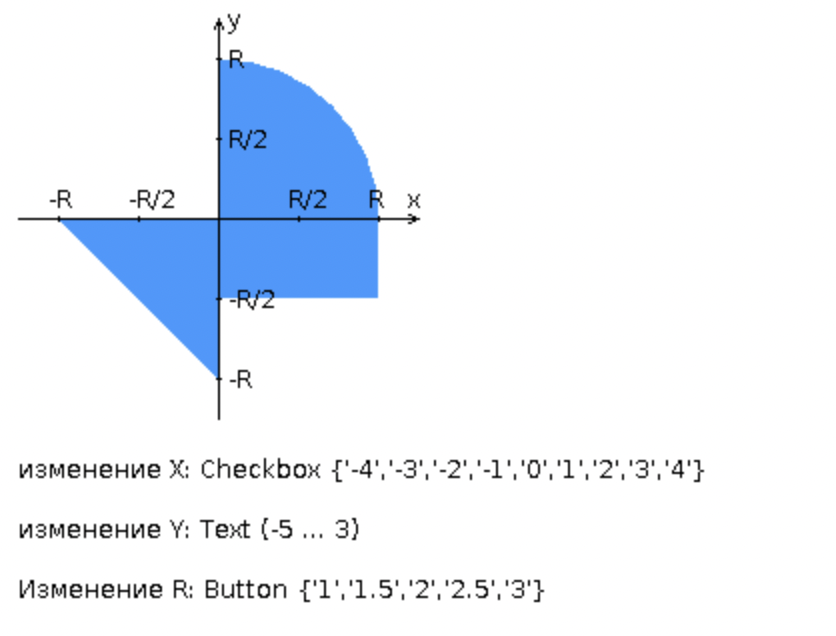 y
R
R/2
-R -R/2 R/2 R x
-R/2
-R
изменение X: Checkbox {'-4','-3','-2','-1','0','1','2','3','4'}
изменение Y: Text (-5 ... 3)
Изменение R: Button {'1','1.5','2','2.5','3'}